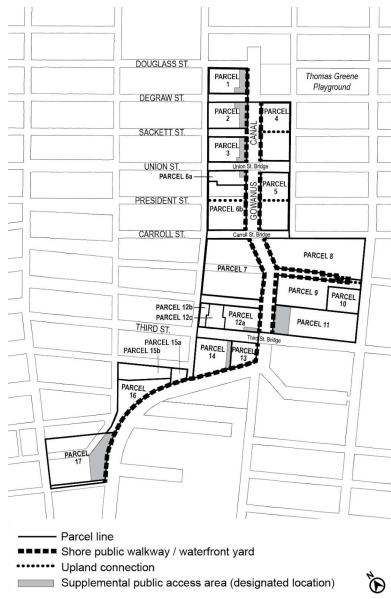 DOUGLASS ST.
PARCEL
1
Thomas Greene
Playground
DEGRAW ST.
PARCEL
2
PARCEL
4
SACKETT ST.
GOWANUS CANAL
PARCEL
3
Union St. Bridge
UNION ST.
PARCEL 6a
PARCEL
5
PRESIDENT ST.
PARCEL 6b
CARROLL ST.
Carroll St. Bridge
PARCEL 8
PARCEL 7
PARCEL 9
PARCEL
10
PARCEL 12b
PARCEL 12c
PARCEL
12a
PARCEL 11
THIRD ST.
Third St. Bridge
PARCEL 15a
PARCEL 15b
PARCEL
14
PARCEL
13
PARCEL
16
PARCEL
17
Parcel line
Shore public walkway / waterfront yard
Upland connection
Supplemental public access area (designated location)
N